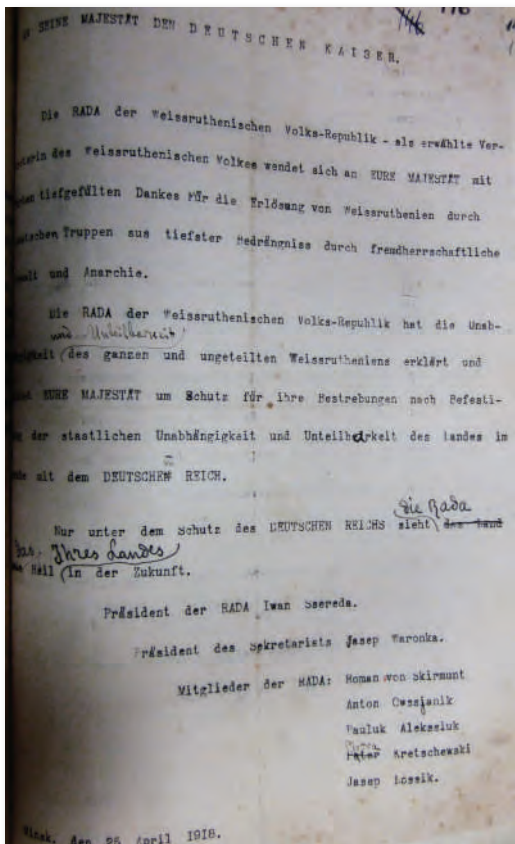 SEINE MAJESTÄT DEN DEUTSCHEN KAISER.
Die RADA der Weissruthenischen Volks-Republik - als erwählte Ver-
des Weissruthenischen Volkes wendet sich an EURE MAJESTÄT mit
tiefgefülten Dankes für die Erlösung von Weissruthenien durch
Truppen aus tiefster Bedrängniss durch fremdherrschaftliche
und Anarchie.
Die RADA der Weissruthenischen Volks-Republik hat die Unab-
und Unteilbarkeit
des ganzen und ungeteilten Weissrutheniens erklärt und
EURE MAJESTÄT um Schutz für ihre Bestrebungen nach Befesti-
der staatlichen Unabhängigkeit und Unteilbarkeit des Landes im
mit dem DEUTSCHEN REICH.
die Rada
Nur unter dem Schutz des DEUTSCHEN REICHS sieht das Land
das Ihres Landes
Heil in der Zukunft.
Präsident der RADA Iwan Ssereda.
Präsident des Sekretariats Jasep Waronka.
Mitglieder der RADA: Roman von Skirmunt
Anton Owssjanik
Pauluk Alekseiuk
Peter Kretschewski
Jasep Lossik.
Minsk, den 25 April 1918.